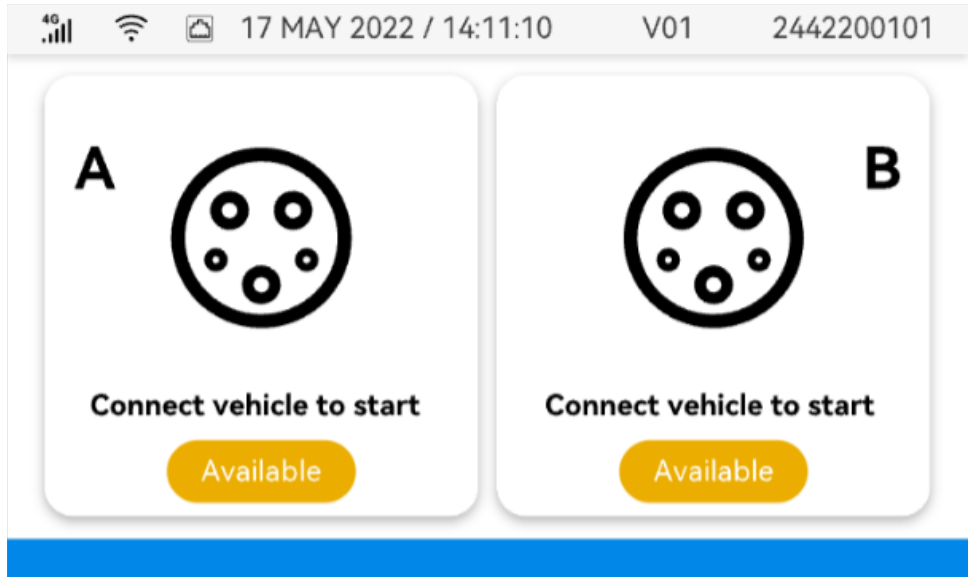 4G 17 MAY 2022 / 14:11:10 V01 2442200101
A
Connect vehicle to start
Available
B
Connect vehicle to start
Available